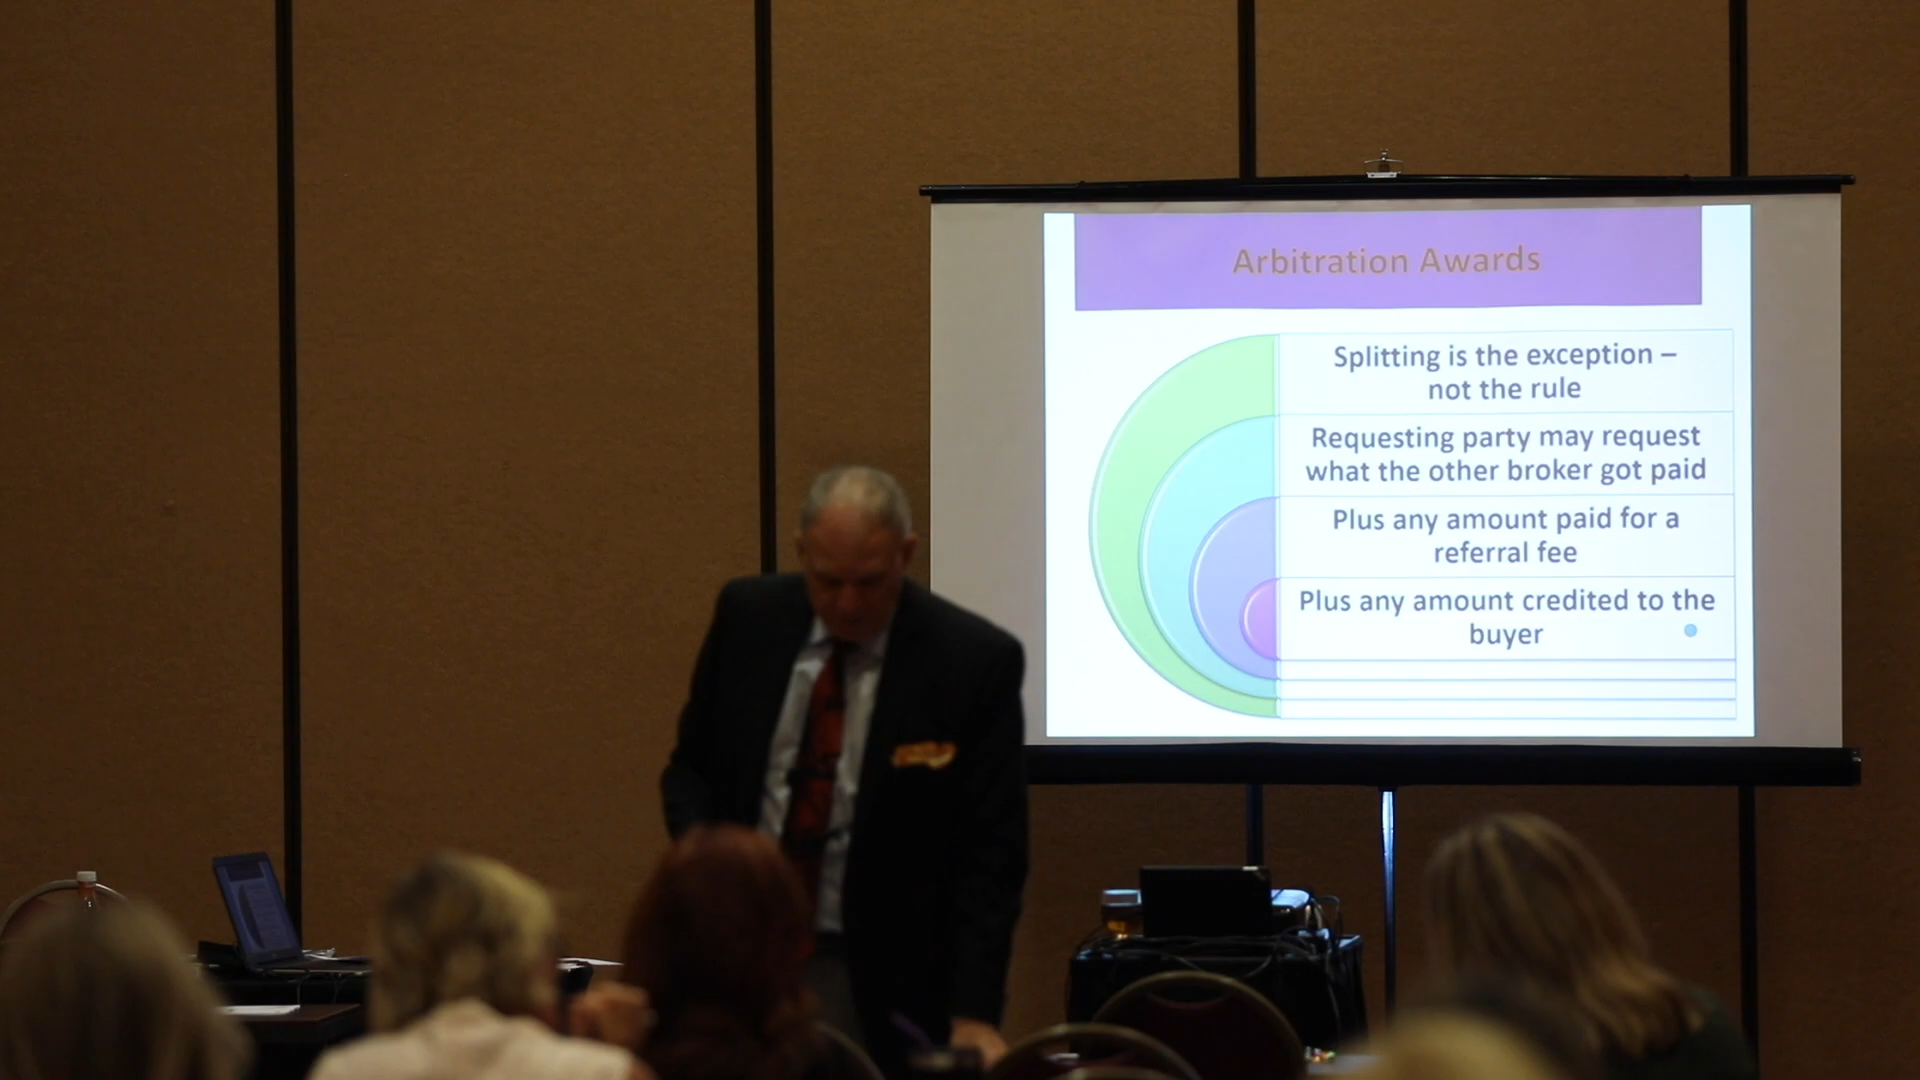 Arbitration Awards
Splitting is the exception –
not the rule
Requesting party may request
what the other broker got paid
Plus any amount paid for a
referral fee
Plus any amount credited to the
buyer